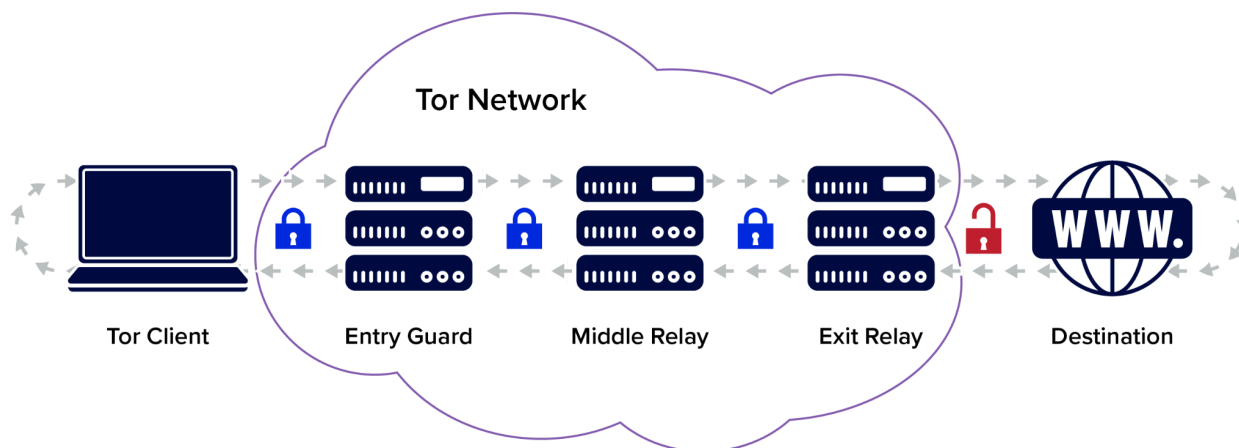 Tor Network
WWW.
Tor Client
Entry Guard
Middle Relay
Exit Relay
Destination